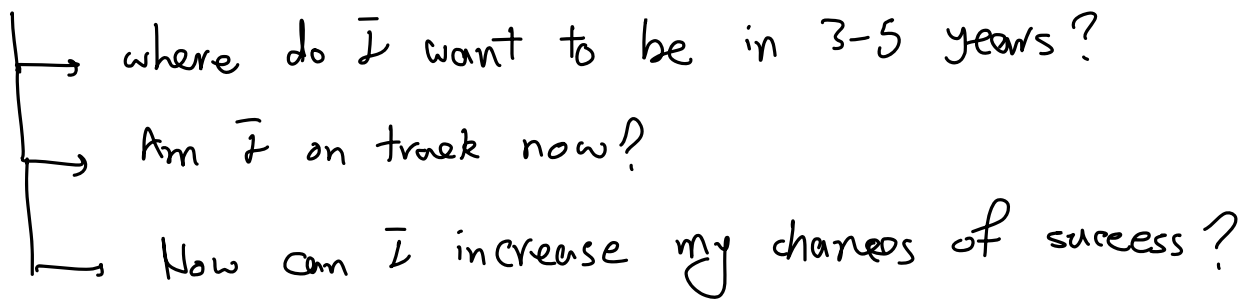 where do I want to be in 3-5 years?
Am I on track now?
How can I increase my chances of success?